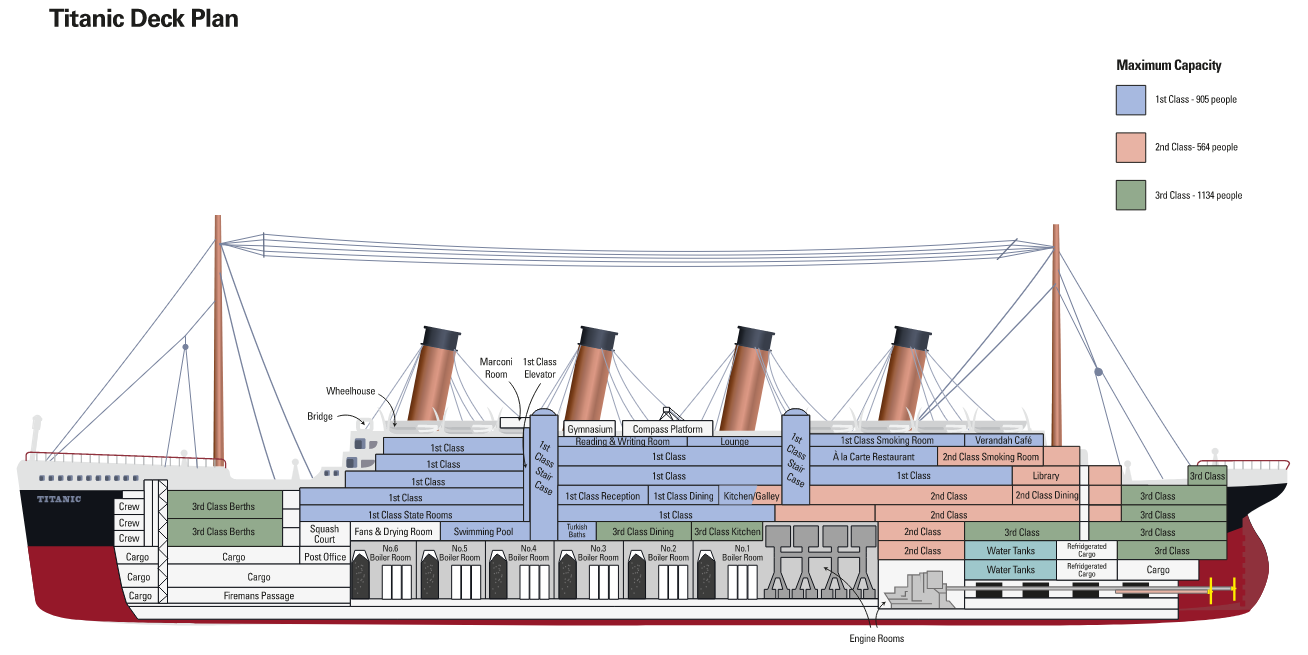 Titanic Deck Plan
Maximum Capacity
1st Class - 905 people
2nd Class- 564 people
3rd Class - 1134 people
Marconi
Room
1st Class
Elevator
Wheelhouse
Bridge
Gymnasium
Compass Platform
1st Class
Reading & Writing Room
Lounge
1st Class Smoking Room
Verandah Café
1st
Class
Stair
Case
1st
Class
Stair
Case
1st Class
1st Class
À la Carte Restaurant
2nd Class Smoking Room
1st Class
1st Class
1st Class
Library
3rd Class
TITANIC
1st Class
1st Class Reception
1st Class Dining
Kitchen/Galley
2nd Class
2nd Class Dining
3rd Class
Crew
3rd Class Berths
1st Class State Rooms
1st Class
2nd Class
3rd Class
Crew
Crew
3rd Class Berths
Squash
Court
Fans & Drying Room
Swimming Pool
Turkish
Baths
3rd Class Dining
3rd Class Kitchen
2nd Class
3rd Class
3rd Class
Cargo
Cargo
Post Office
No.6
Boiler Room
No.5
Boiler Room
No.4
Boiler Room
No.3
Boiler Room
No.2
Boiler Room
No.1
Boiler Room
2nd Class
Water Tanks
Refridgerated
Cargo
3rd Class
Cargo
Cargo
Water Tanks
Refridgerated
Cargo
Cargo
Cargo
Firemans Passage
Engine Rooms